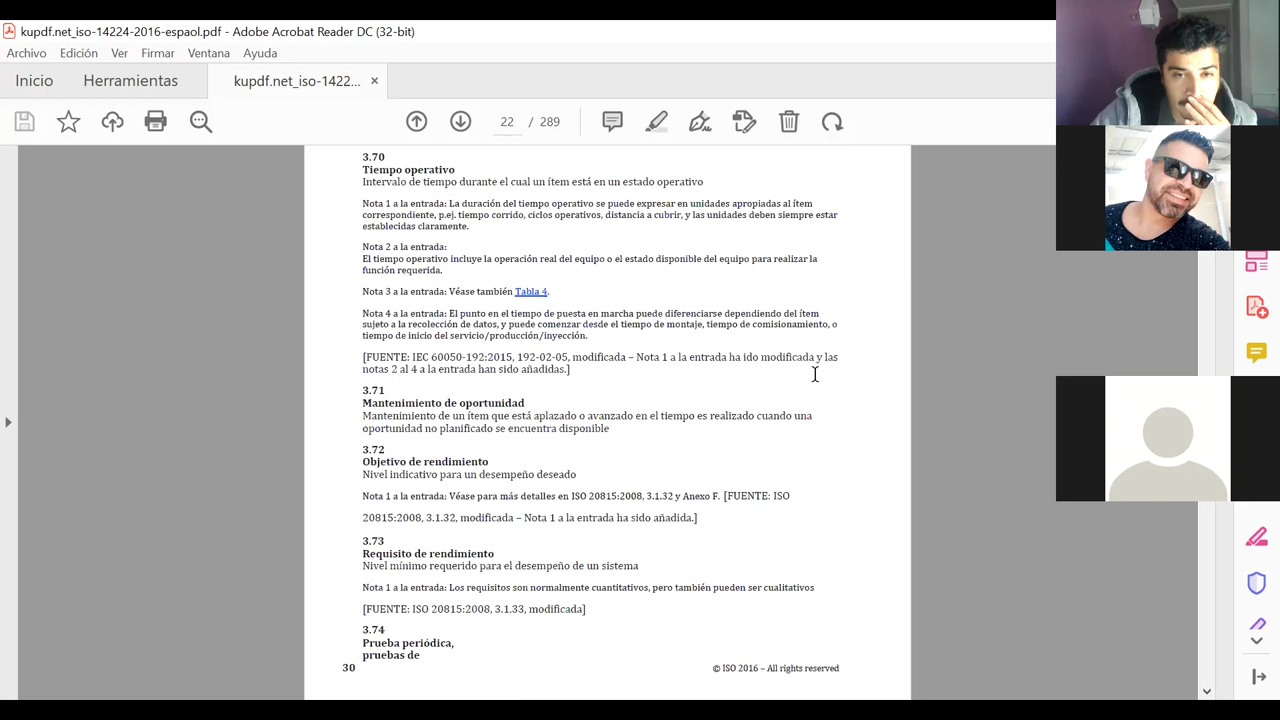 kupdf.net_iso-14224-2016-espaol.pdf - Adobe Acrobat Reader DC (32-bit)
Archivo Edición Ver Firmar Ventana Ayuda
Inicio Herramientas kupdf.net_iso-1422... ×
22 / 289
3.70
Tiempo operativo
Intervalo de tiempo durante el cual un ítem está en un estado operativo
Nota 1 a la entrada: La duración del tiempo operativo se puede expresar en unidades apropiadas al ítem
correspondiente, p.ej. tiempo corrido, ciclos operativos, distancia a cubrir, y las unidades deben siempre estar
establecidas claramente.
Nota 2 a la entrada:
El tiempo operativo incluye la operación real del equipo o el estado disponible del equipo para realizar la
función requerida.
Nota 3 a la entrada: Véase también Tabla 4.
Nota 4 a la entrada: El punto en el tiempo de puesta en marcha puede diferenciarse dependiendo del ítem
sujeto a la recolección de datos, y puede comenzar desde el tiempo de montaje, tiempo de comisionamiento, o
tiempo de inicio del servicio/producción/inyección.
[FUENTE: IEC 60050-192:2015, 192-02-05, modificada – Nota 1 a la entrada ha ido modificada y las
notas 2 al 4 a la entrada han sido añadidas.]
3.71
Mantenimiento de oportunidad
Mantenimiento de un ítem que está aplazado o avanzado en el tiempo es realizado cuando una
oportunidad no planificado se encuentra disponible
3.72
Objetivo de rendimiento
Nivel indicativo para un desempeño deseado
Nota 1 a la entrada: Véase para más detalles en ISO 20815:2008, 3.1.32 y Anexo F. [FUENTE: ISO
20815:2008, 3.1.32, modificada – Nota 1 a la entrada ha sido añadida.]
3.73
Requisito de rendimiento
Nivel mínimo requerido para el desempeño de un sistema
Nota 1 a la entrada: Los requisitos son normalmente cuantitativos, pero también pueden ser cualitativos
[FUENTE: ISO 20815:2008, 3.1.33, modificada]
3.74
Prueba periódica,
pruebas de
30 © ISO 2016 – All rights reserved